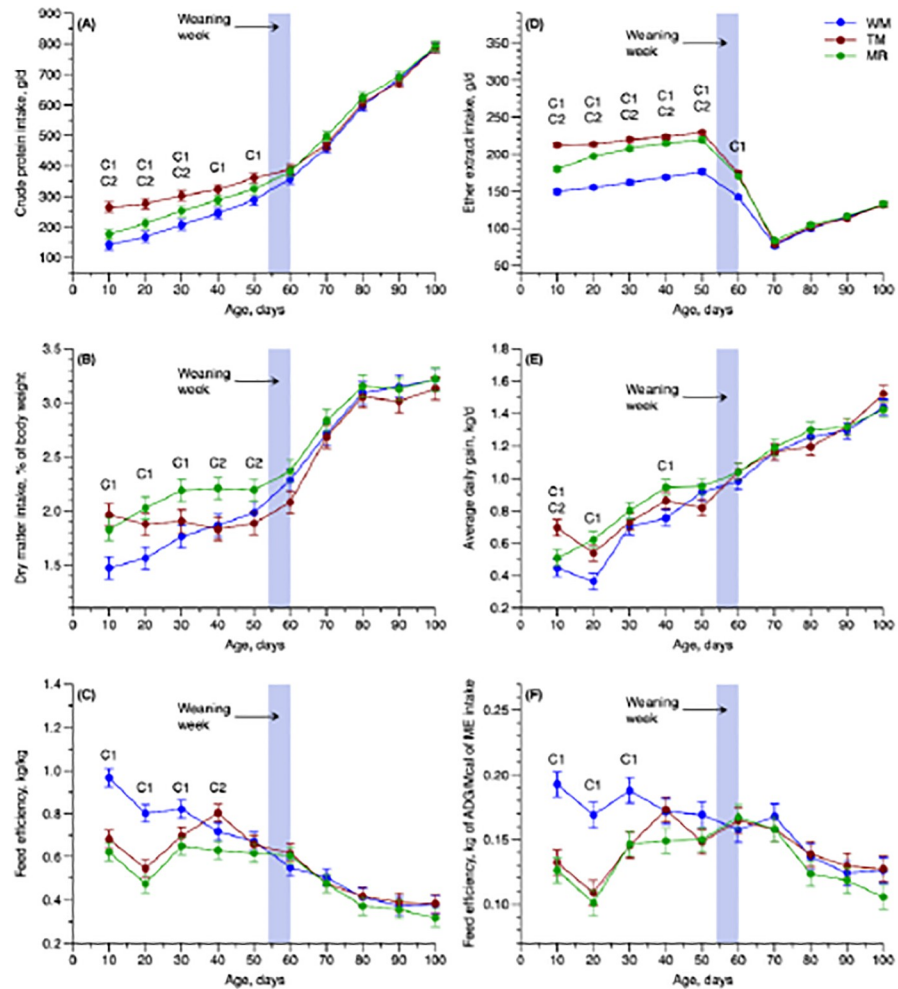 (A)
Weaning
week
Crude protein intake, g/d
900
800
700
600
500
400
300
200
100
C1 C1 C1 C1 C1
C2 C2 C2
0 10 20 30 40 50 60 70 80 90 100
Age, days
(D)
Weaning
week
WM
TM
MR
Ether extract intake, g/d
350
300
250
200
150
100
50
C1 C1 C1 C1 C1 C1
C2 C2 C2 C2 C2
0 10 20 30 40 50 60 70 80 90 100
Age, days
(B)
Weaning
week
Dry matter intake, % of body weight
3.5
3.0
2.5
2.0
1.5
C1 C1 C1 C2 C2
0 10 20 30 40 50 60 70 80 90 100
Age, days
(E)
Weaning
week
Average daily gain, kg/d
1.8
1.6
1.4
1.2
1.0
0.8
0.6
0.4
0.2
C1 C1 C1
C2
0 10 20 30 40 50 60 70 80 90 100
Age, days
(C)
Weaning
week
Feed efficiency, kg/kg
1.4
1.2
1.0
0.8
0.6
0.4
0.2
C1 C1 C1 C2
0 10 20 30 40 50 60 70 80 90 100
Age, days
(F)
Weaning
week
Feed efficiency, kg of ADG/Mcal of ME intake
0.25
0.20
0.15
0.10
C1 C1 C1
0 10 20 30 40 50 60 70 80 90 100
Age, days